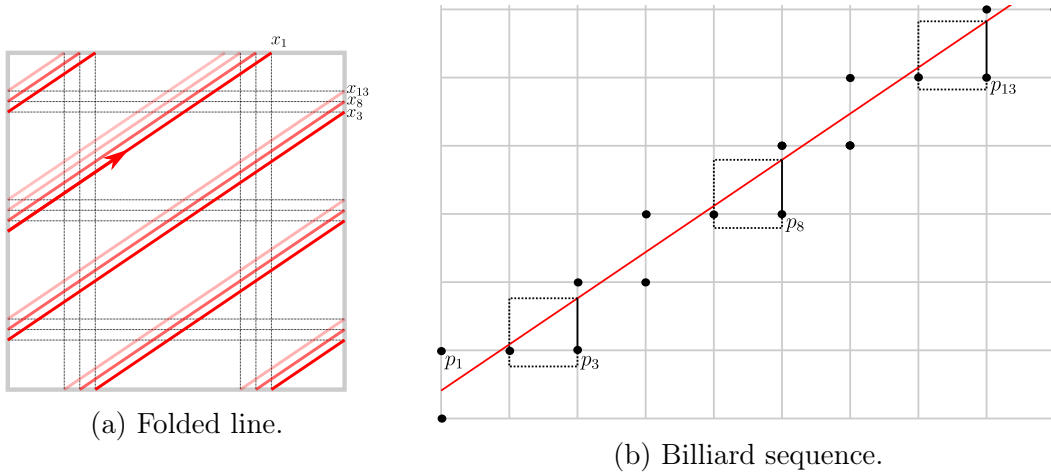 x₁
x₁₃
x₈
x₃
(a) Folded line.
p₁₃
p₈
p₁
p₃
(b) Billiard sequence.